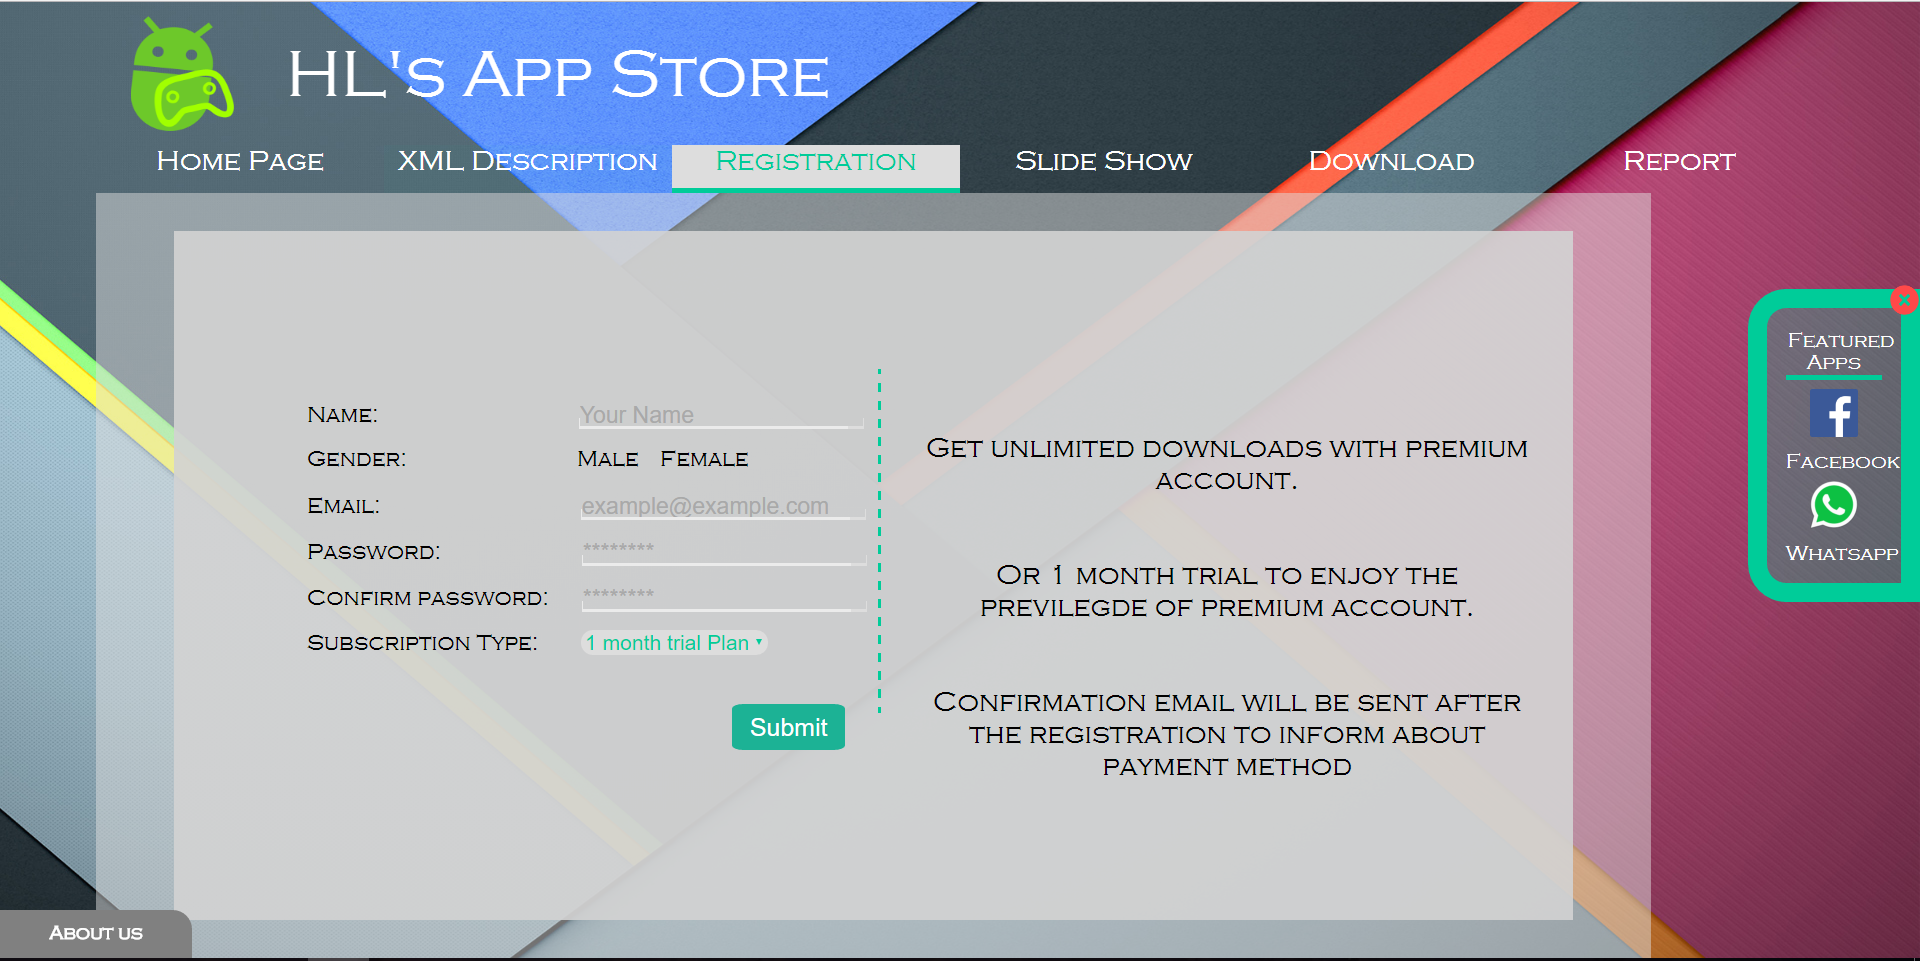 HL's App Store
Home Page XML Description Registration Slide Show Download Report
Name: Your Name
Gender: Male Female
Email: example@example.com
Password: ********
Confirm password: ********
Subscription Type: 1 month trial Plan
Submit
Get unlimited downloads with premium
account.
Or 1 month trial to enjoy the
previlegde of premium account.
Confirmation email will be sent after
the registration to inform about
payment method
x
Featured
Apps
Facebook
Whatsapp
About us